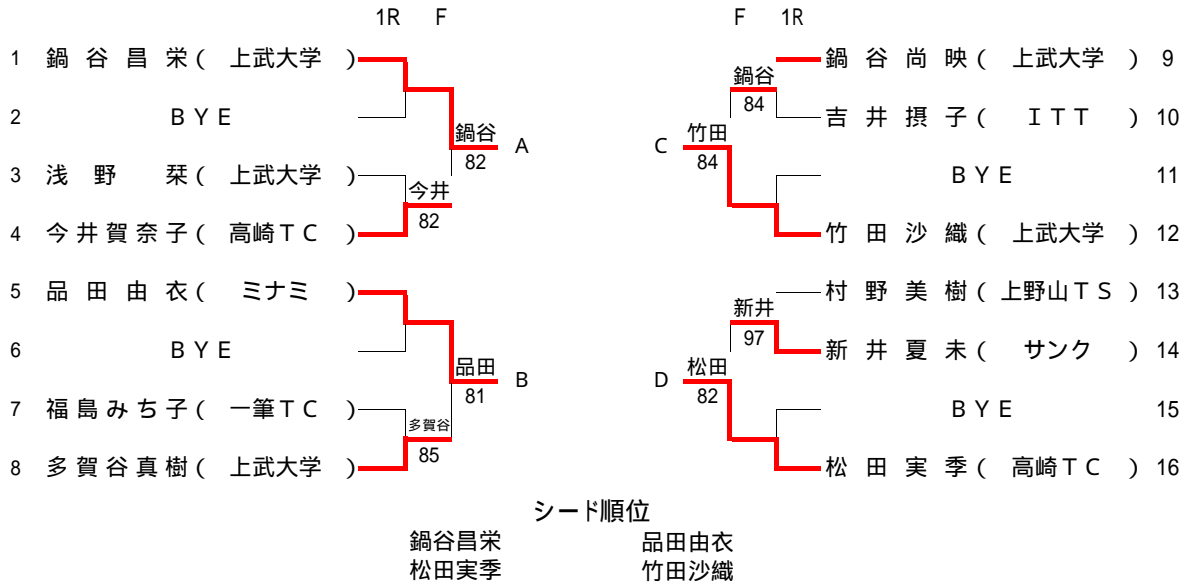 1R F F 1R
1 鍋谷昌栄( 上武大学 ) 鍋谷尚映( 上武大学 ) 9
鍋谷
84
2 BYE 吉井摂子( ITT ) 10
鍋谷 A C 竹田
82 84
3 浅野 栞( 上武大学 ) BYE 11
今井
82
4 今井賀奈子( 高崎TC ) 竹田沙織( 上武大学 ) 12
5 品田由衣( ミナミ ) 村野美樹( 上野山TS ) 13
新井
97
6 BYE 新井夏未( サンク ) 14
品田 B D 松田
81 82
7 福島みち子( 一筆TC ) BYE 15
多賀谷
85
8 多賀谷真樹( 上武大学 ) 松田実季( 高崎TC ) 16
シード順位
鍋谷昌栄 品田由衣
松田実季 竹田沙織